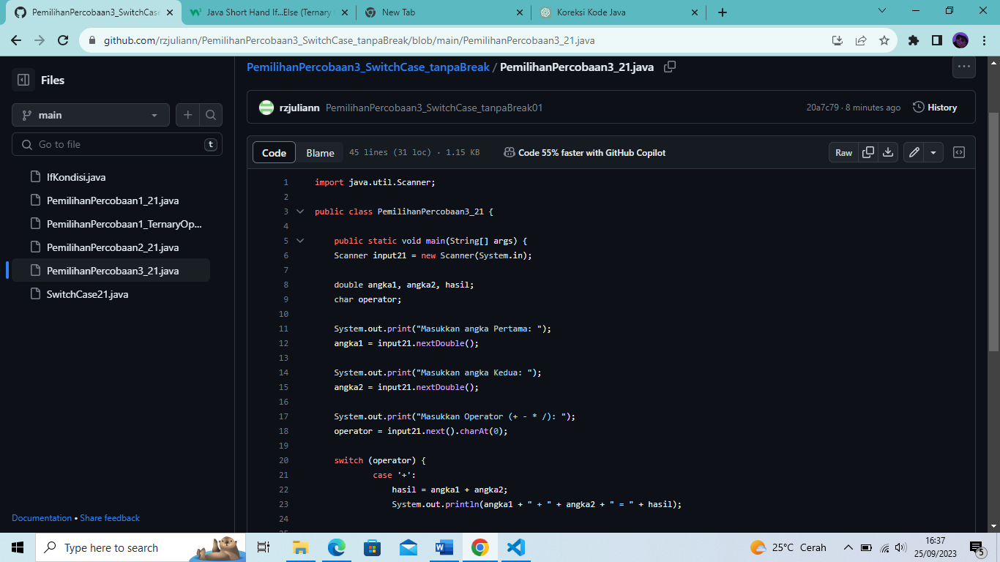 PemilihanPercobaan3_SwitchCase
Java Short Hand If...Else (Ternary
New Tab
Koreksi Kode Java
github.com/rzjuliann/PemilihanPercobaan3_SwitchCase_tanpaBreak/blob/main/PemilihanPercobaan3_21.java
Files
main
Go to file
t
IfKondisi.java
PemilihanPercobaan1_21.java
PemilihanPercobaan1_TernaryOp...
PemilihanPercobaan2_21.java
PemilihanPercobaan3_21.java
SwitchCase21.java
Documentation • Share feedback
PemilihanPercobaan3_SwitchCase_tanpaBreak / PemilihanPercobaan3_21.java
rzjuliann PemilihanPercobaan3_SwitchCase_tanpaBreak01
20a7c79 · 8 minutes ago
History
Code
Blame
45 lines (31 loc) · 1.15 KB
Code 55% faster with GitHub Copilot
Raw
1 import java.util.Scanner;
2
3 public class PemilihanPercobaan3_21 {
4
5 public static void main(String[] args) {
6 Scanner input21 = new Scanner(System.in);
7
8 double angka1, angka2, hasil;
9 char operator;
10
11 System.out.print("Masukkan angka Pertama: ");
12 angka1 = input21.nextDouble();
13
14 System.out.print("Masukkan angka Kedua: ");
15 angka2 = input21.nextDouble();
16
17 System.out.print("Masukkan Operator (+ - * /): ");
18 operator = input21.next().charAt(0);
19
20 switch (operator) {
21 case '+':
22 hasil = angka1 + angka2;
23 System.out.println(angka1 + " + " + angka2 + " = " + hasil);
24
Type here to search
25°C Cerah
16:37
25/09/2023
5